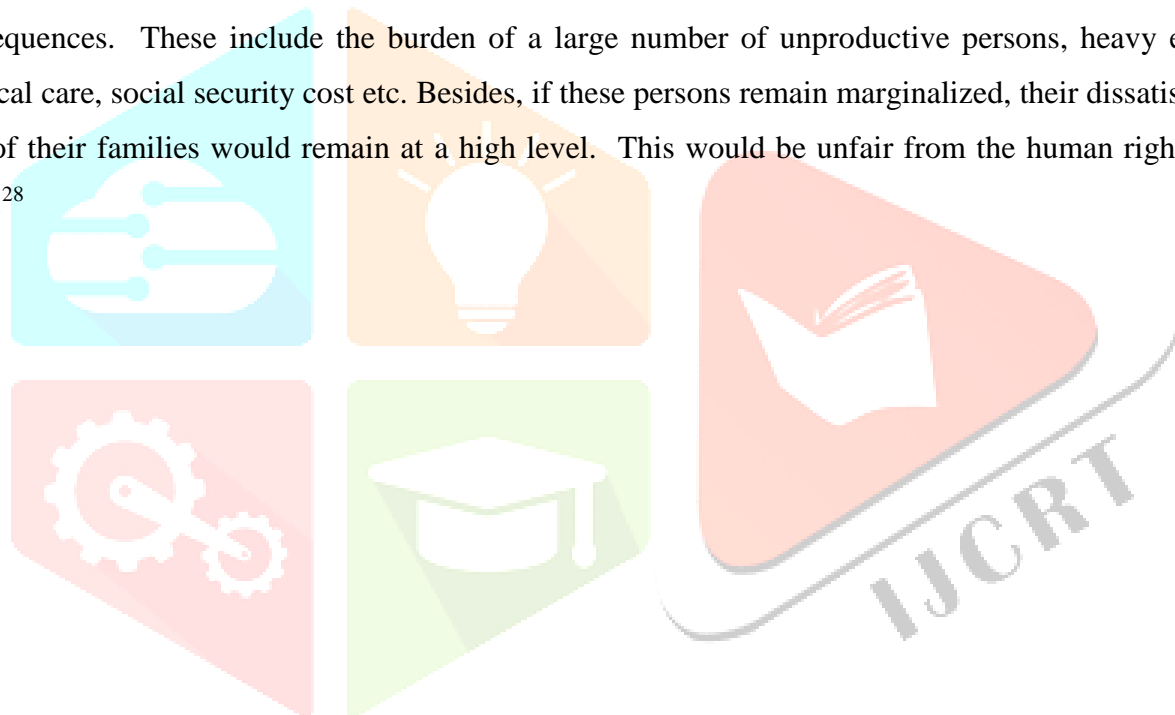 equences. These include the burden of a large number of unproductive persons, heavy e
cal care, social security cost etc. Besides, if these persons remain marginalized, their dissatis
of their families would remain at a high level. This would be unfair from the human righ
28
IJCRT